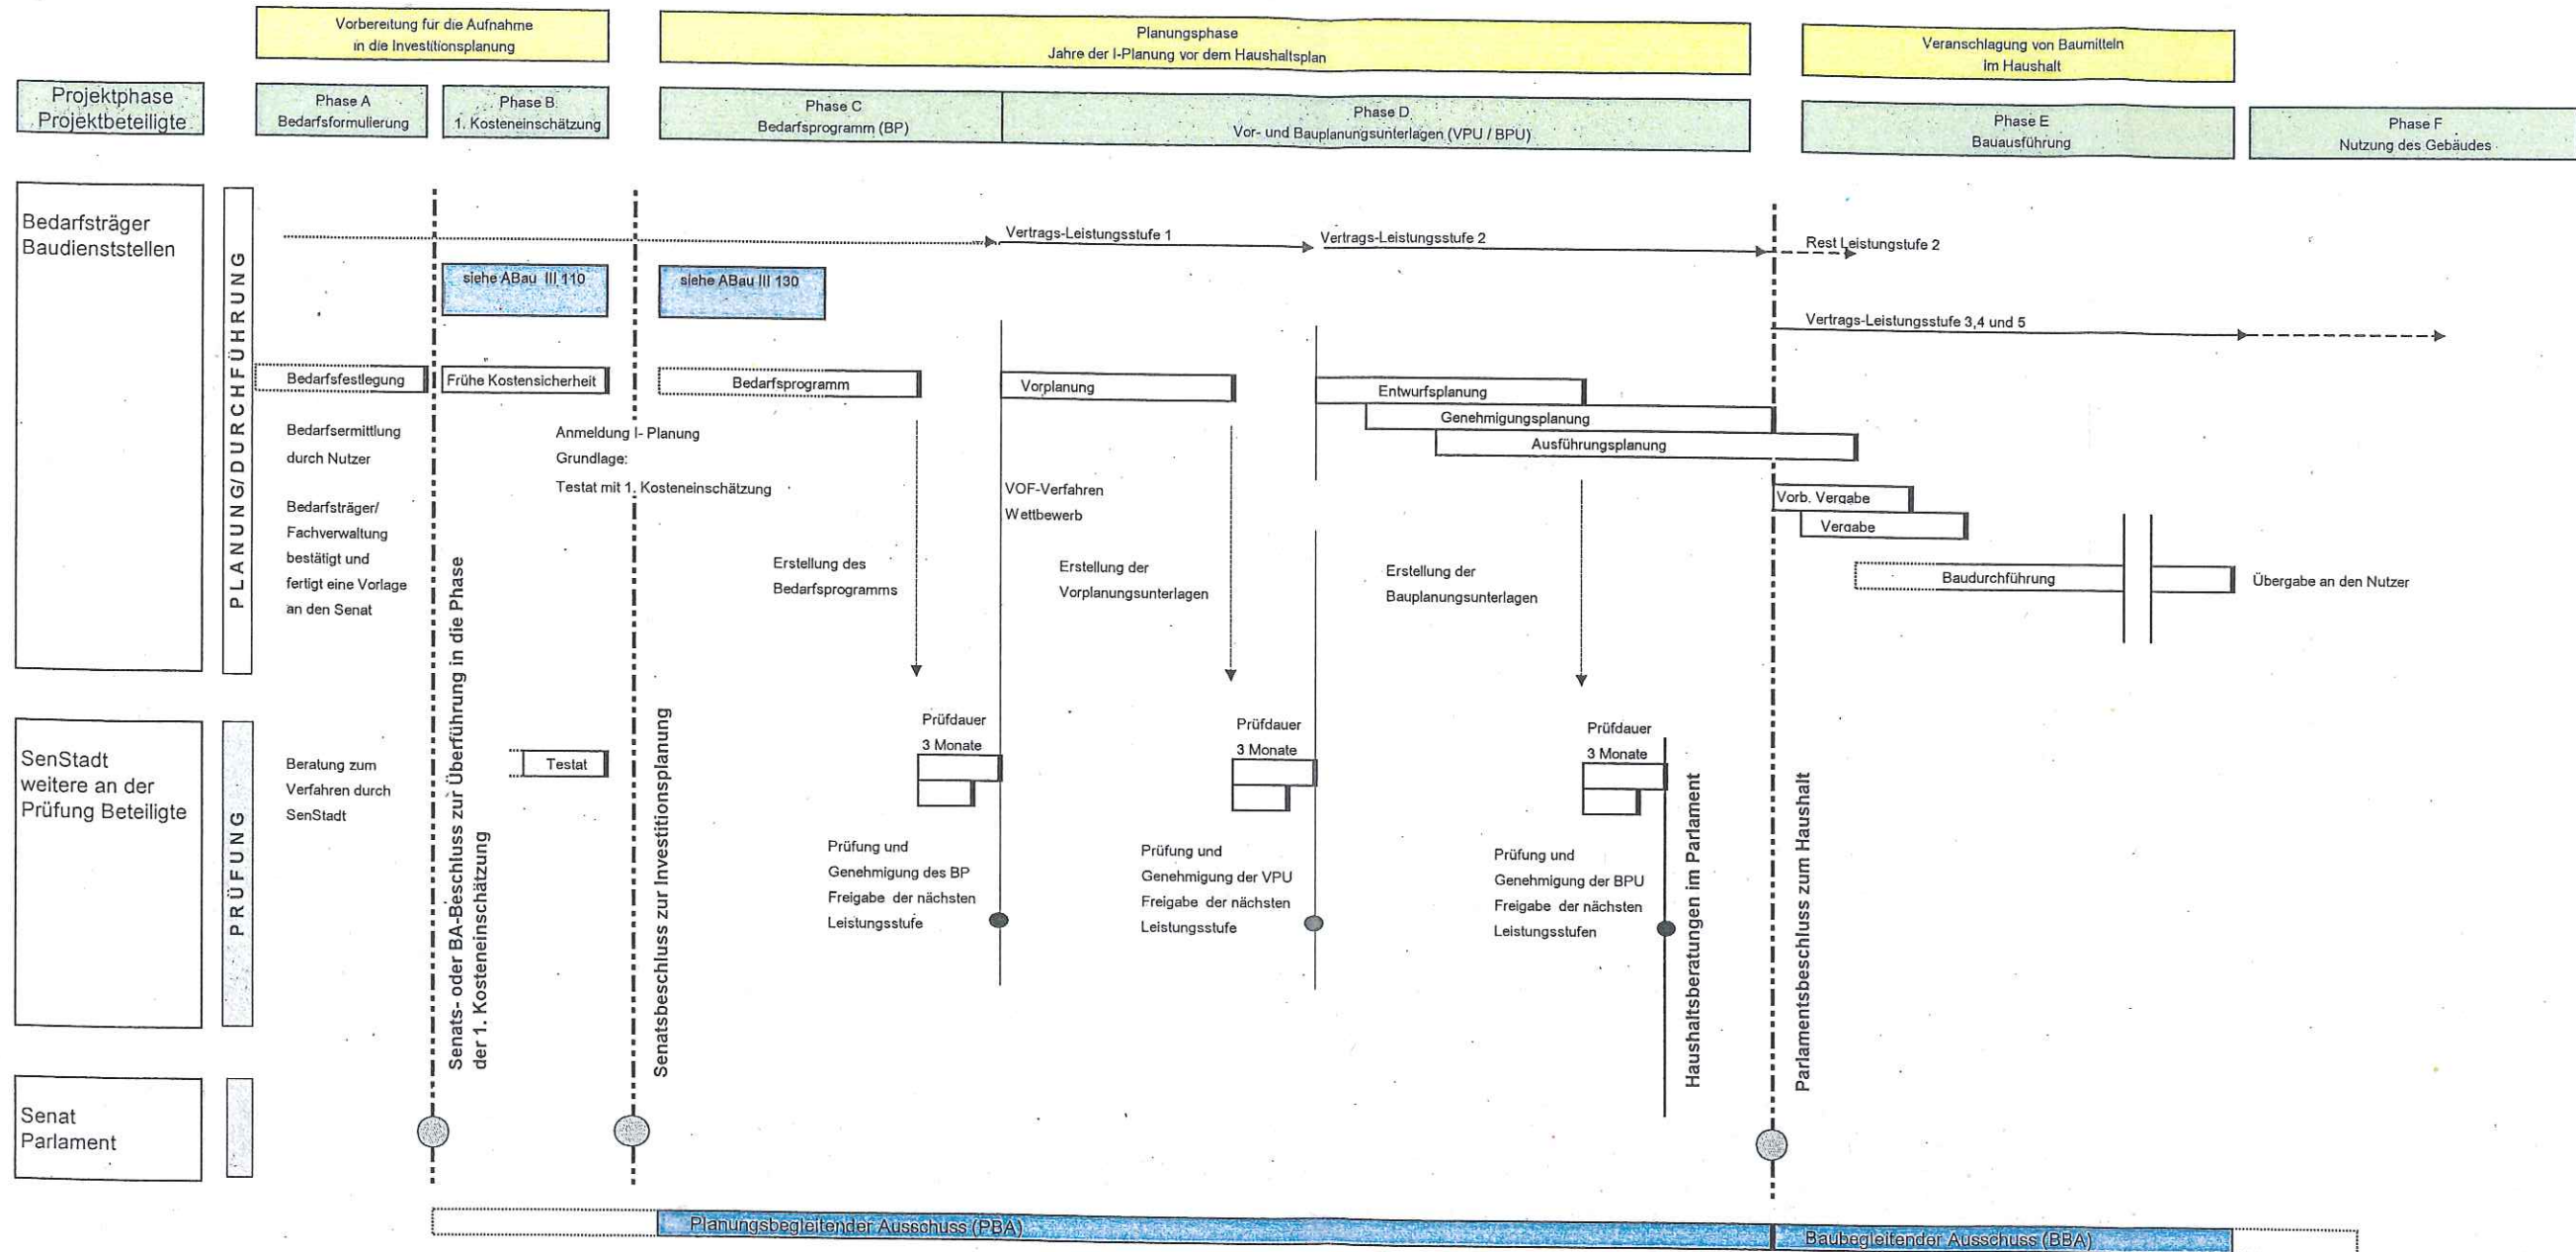 Vorbereitung für die Aufnahme
in die Investitionsplanung
Planungsphase
Jahre der I-Planung vor dem Haushaltsplan
Veranschlagung von Baumitteln
im Haushalt
Projektphase
Projektbeteiligte
Phase A
Bedarfsformulierung
Phase B
1. Kosteneinschätzung
Phase C
Bedarfsprogramm (BP)
Phase D
Vor- und Bauplanungsunterlagen (VPU / BPU)
Phase E
Bauausführung
Phase F
Nutzung des Gebäudes
Bedarfsträger
Baudienststellen
PLANUNG/DURCHFÜHRUNG
Vertrags-Leistungsstufe 1
Vertrags-Leistungsstufe 2
Rest Leistungstufe 2
siehe ABau III 110
siehe ABau III 130
Vertrags-Leistungsstufe 3,4 und 5
Bedarfsfestlegung
Frühe Kostensicherheit
Bedarfsprogramm
Vorplanung
Entwurfsplanung
Genehmigungsplanung
Ausführungsplanung
Bedarfsermittlung
durch Nutzer
Bedarfsträger/
Fachverwaltung
bestätigt und
fertigt eine Vorlage
an den Senat
Anmeldung I- Planung
Grundlage:
Testat mit 1. Kosteneinschätzung
VOF-Verfahren
Wettbewerb
Vorb. Vergabe
Vergabe
Erstellung des
Bedarfsprogramms
Erstellung der
Vorplanungsunterlagen
Erstellung der
Bauplanungsunterlagen
Baudurchführung
Übergabe an den Nutzer
Senats- oder BA-Beschluss zur Überführung in die Phase
der 1. Kosteneinschätzung
Senatsbeschluss zur Investitionsplanung
SenStadt
weitere an der
Prüfung Beteiligte
PRÜFUNG
Beratung zum
Verfahren durch
SenStadt
Testat
Prüfdauer
3 Monate
Prüfung und
Genehmigung des BP
Freigabe der nächsten
Leistungsstufe
Prüfdauer
3 Monate
Prüfung und
Genehmigung der VPU
Freigabe der nächsten
Leistungsstufe
Prüfdauer
3 Monate
Prüfung und
Genehmigung der BPU
Freigabe der nächsten
Leistungsstufen
Haushaltsberatungen im Parlament
Parlamentsbeschluss zum Haushalt
Senat
Parlament
Planungsbegleitender Ausschuss (PBA)
Baubegleitender Ausschuss (BBA)